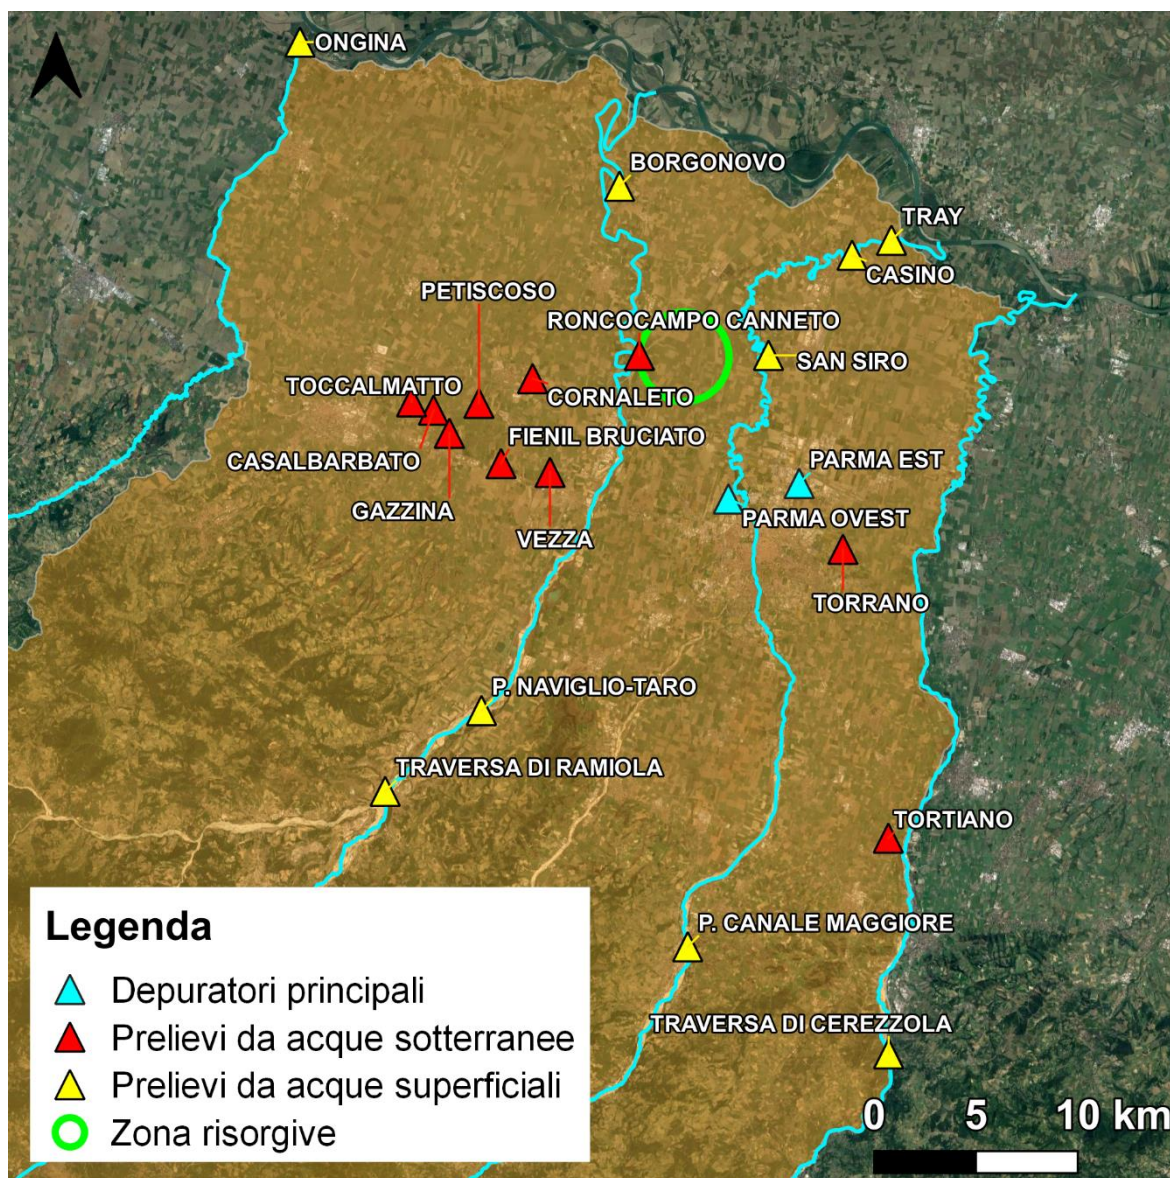 ONGINA
BORGONOVO
TRAY
CASINO
PETISCOSO
RONCOCAMPO CANNETO
SAN SIRO
TOCCALMATTO
CORNALETO
FIENIL BRUCIATO
CASALBARBATO
PARMA EST
GAZZINA
PARMA OVEST
VEZZA
TORRANO
P. NAVIGLIO-TARO
TRAVERSA DI RAMIOLA
TORTIANO
P. CANALE MAGGIORE
TRAVERSA DI CEREZZOLA
Legenda
Depuratori principali
Prelievi da acque sotterranee
Prelievi da acque superficiali
Zona risorgive
0 5 10 km